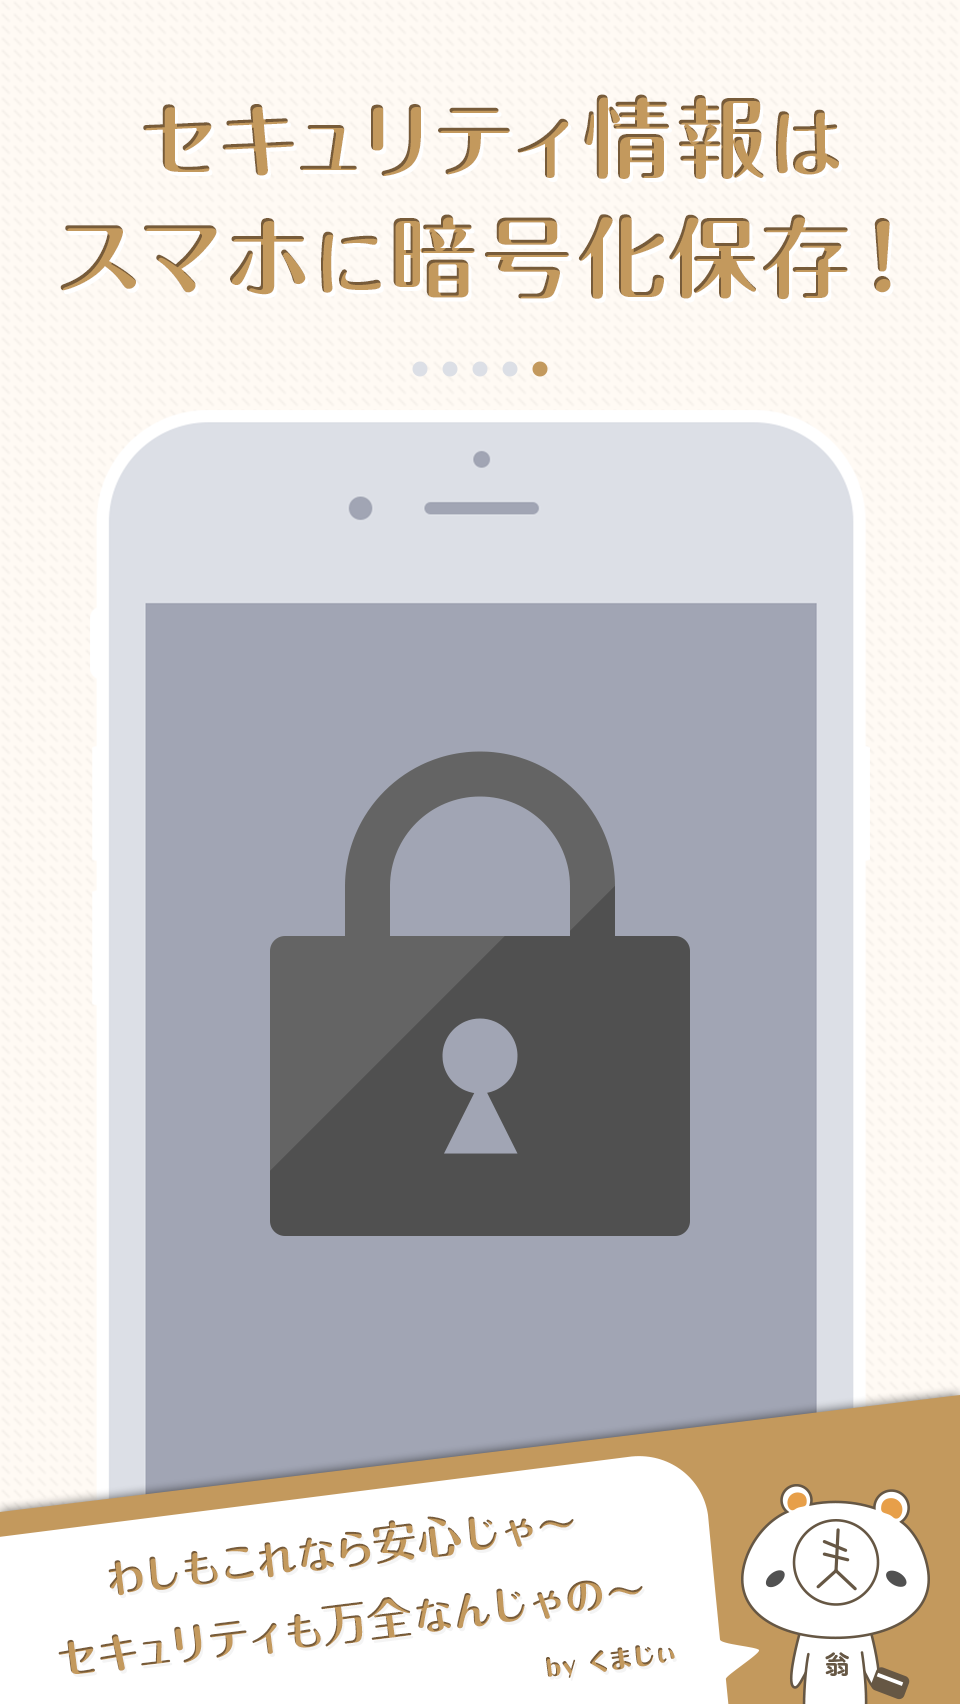 セキュリティ情報は
スマホに暗号化保存！
わしもこれなら安心じゃ〜
セキュリティも万全なんじゃの〜
by くまじぃ
翁